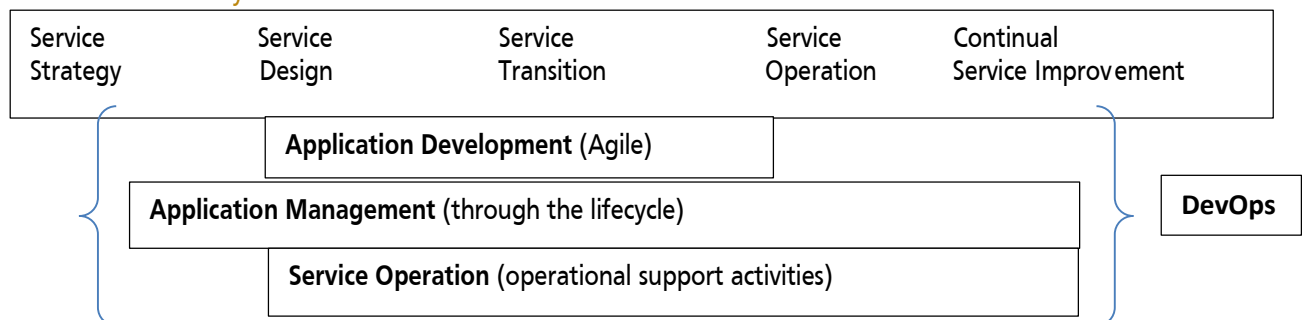 Service Service Service Service Continual
Strategy Design Transition Operation Service Improvement
Application Development (Agile)
Application Management (through the lifecycle)
DevOps
Service Operation (operational support activities)